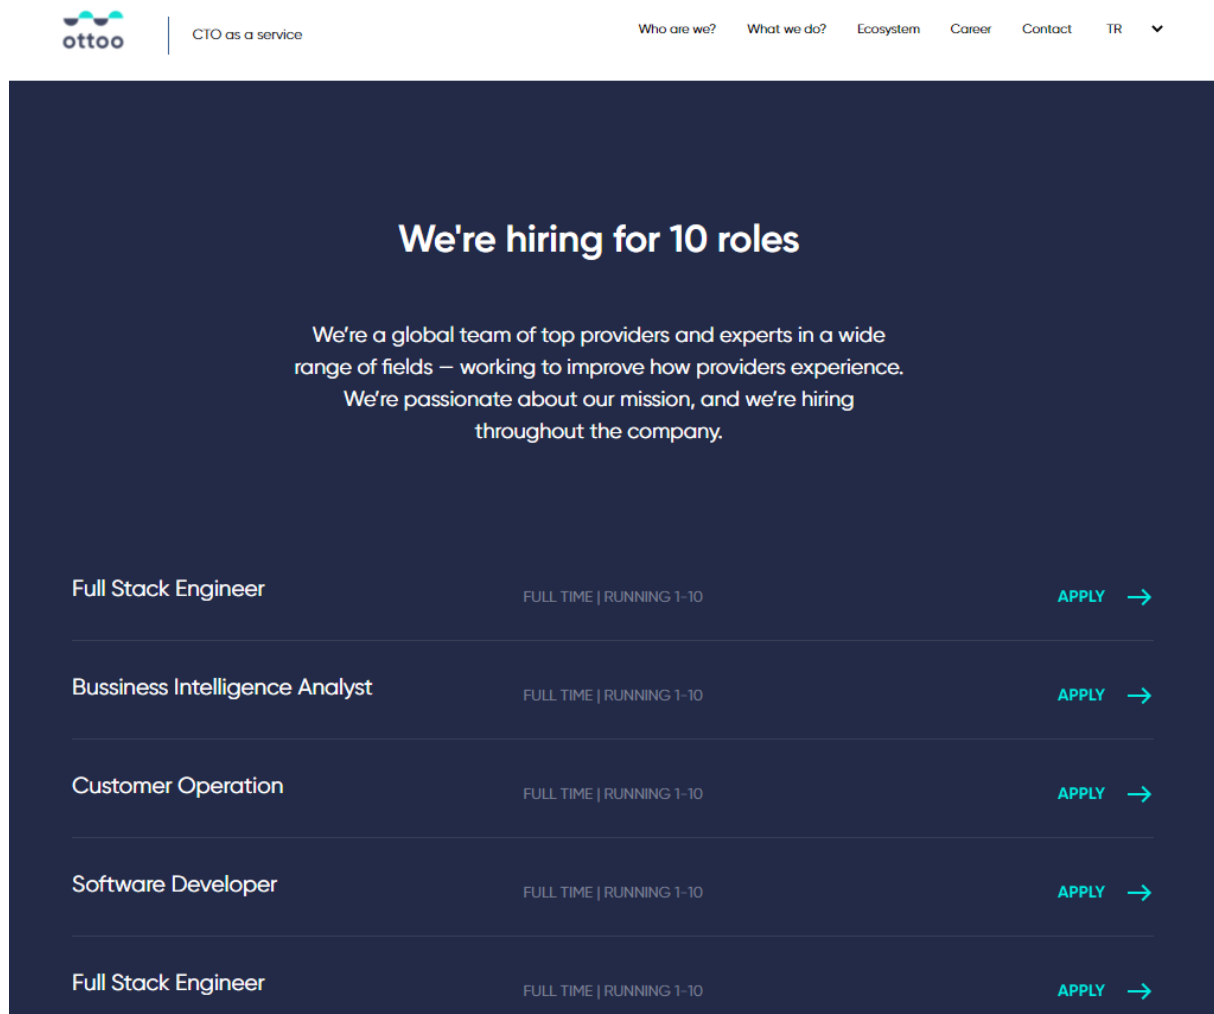 ottoo
CTO as a service
Who are we? What we do? Ecosystem Career Contact TR
We're hiring for 10 roles
We’re a global team of top providers and experts in a wide
range of fields — working to improve how providers experience.
We’re passionate about our mission, and we’re hiring
throughout the company.
Full Stack Engineer FULL TIME | RUNNING 1-10 APPLY
Bussiness Intelligence Analyst FULL TIME | RUNNING 1-10 APPLY
Customer Operation FULL TIME | RUNNING 1-10 APPLY
Software Developer FULL TIME | RUNNING 1-10 APPLY
Full Stack Engineer FULL TIME | RUNNING 1-10 APPLY